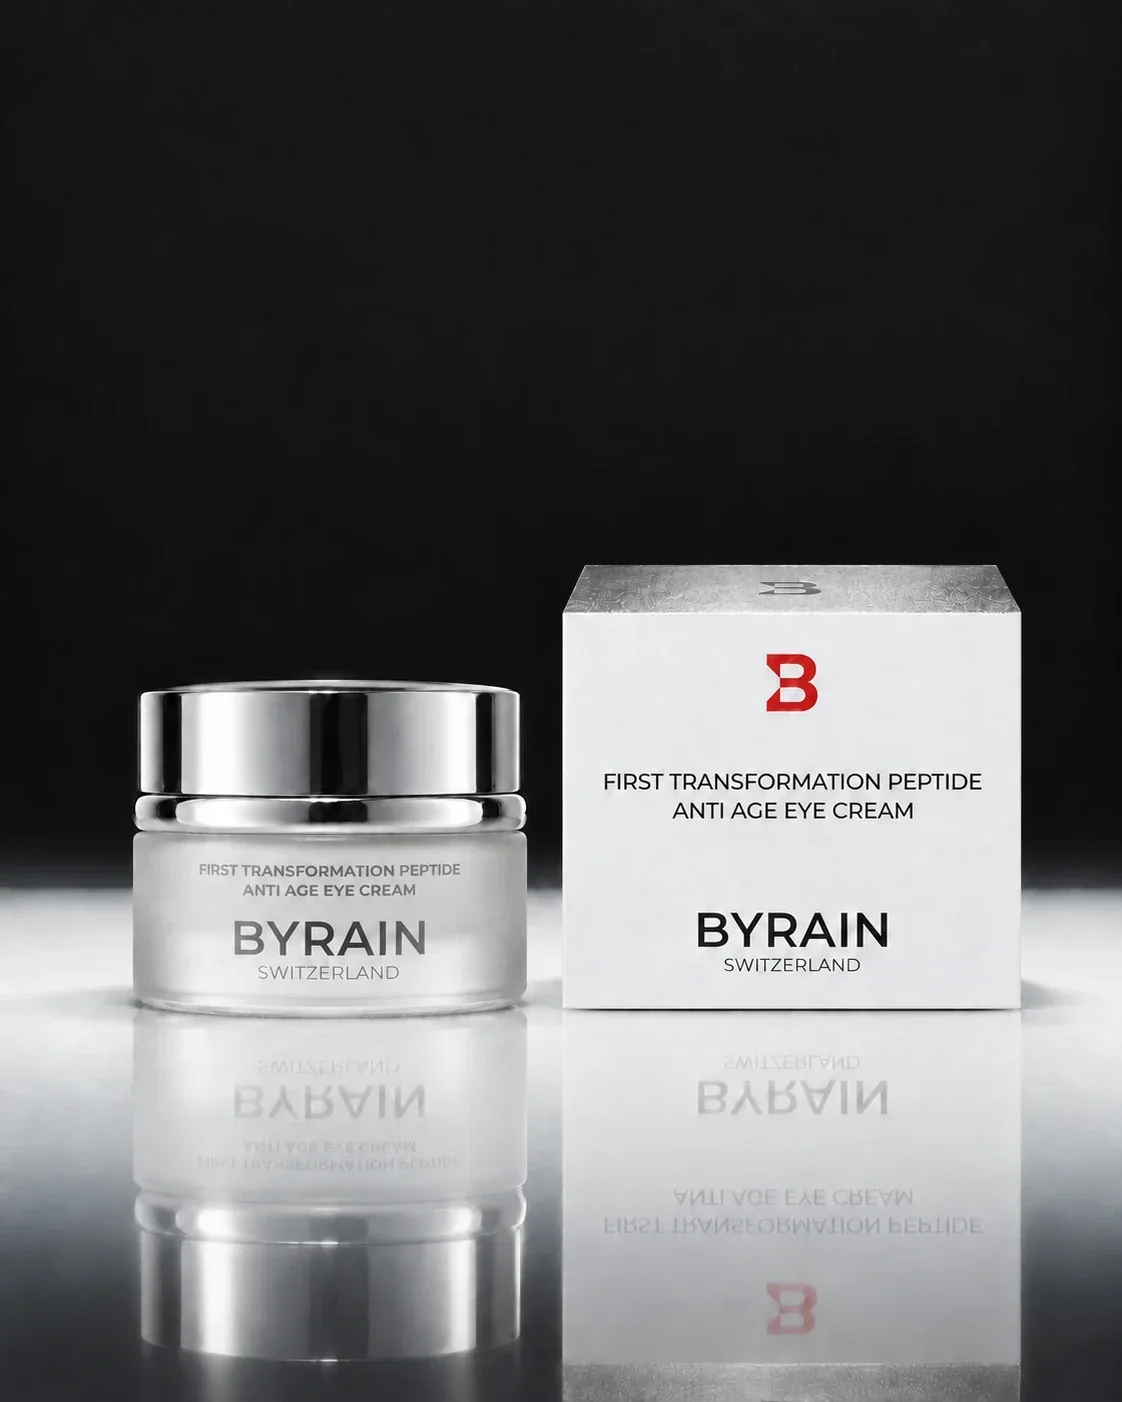 FIRST TRANSFORMATION PEPTIDE
ANTI AGE EYE CREAM
BYRAIN
SWITZERLAND
B
B
FIRST TRANSFORMATION PEPTIDE
ANTI AGE EYE CREAM
BYRAIN
SWITZERLAND